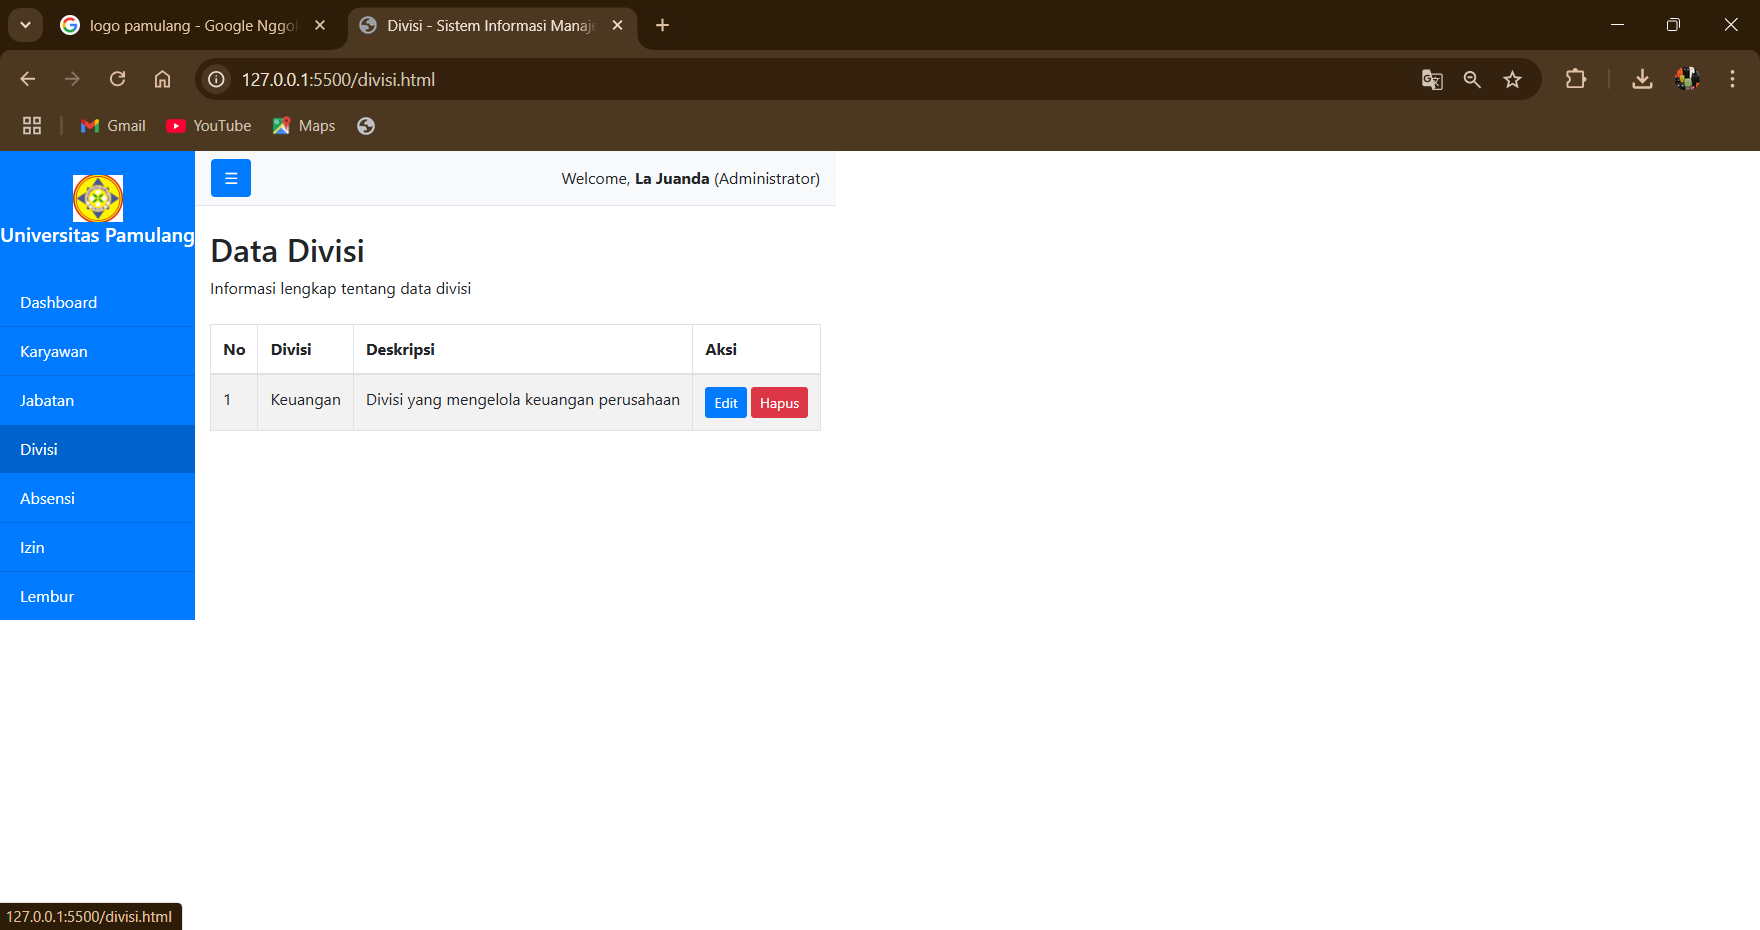 logo pamulang - Google Nggol
Divisi - Sistem Informasi Manaje
127.0.0.1:5500/divisi.html
Gmail
YouTube
Maps
Universitas Pamulang
☰
Welcome, La Juanda (Administrator)
Dashboard
Karyawan
Jabatan
Divisi
Absensi
Izin
Lembur
Data Divisi
Informasi lengkap tentang data divisi
No Divisi Deskripsi Aksi
1 Keuangan Divisi yang mengelola keuangan perusahaan Edit Hapus
127.0.0.1:5500/divisi.html